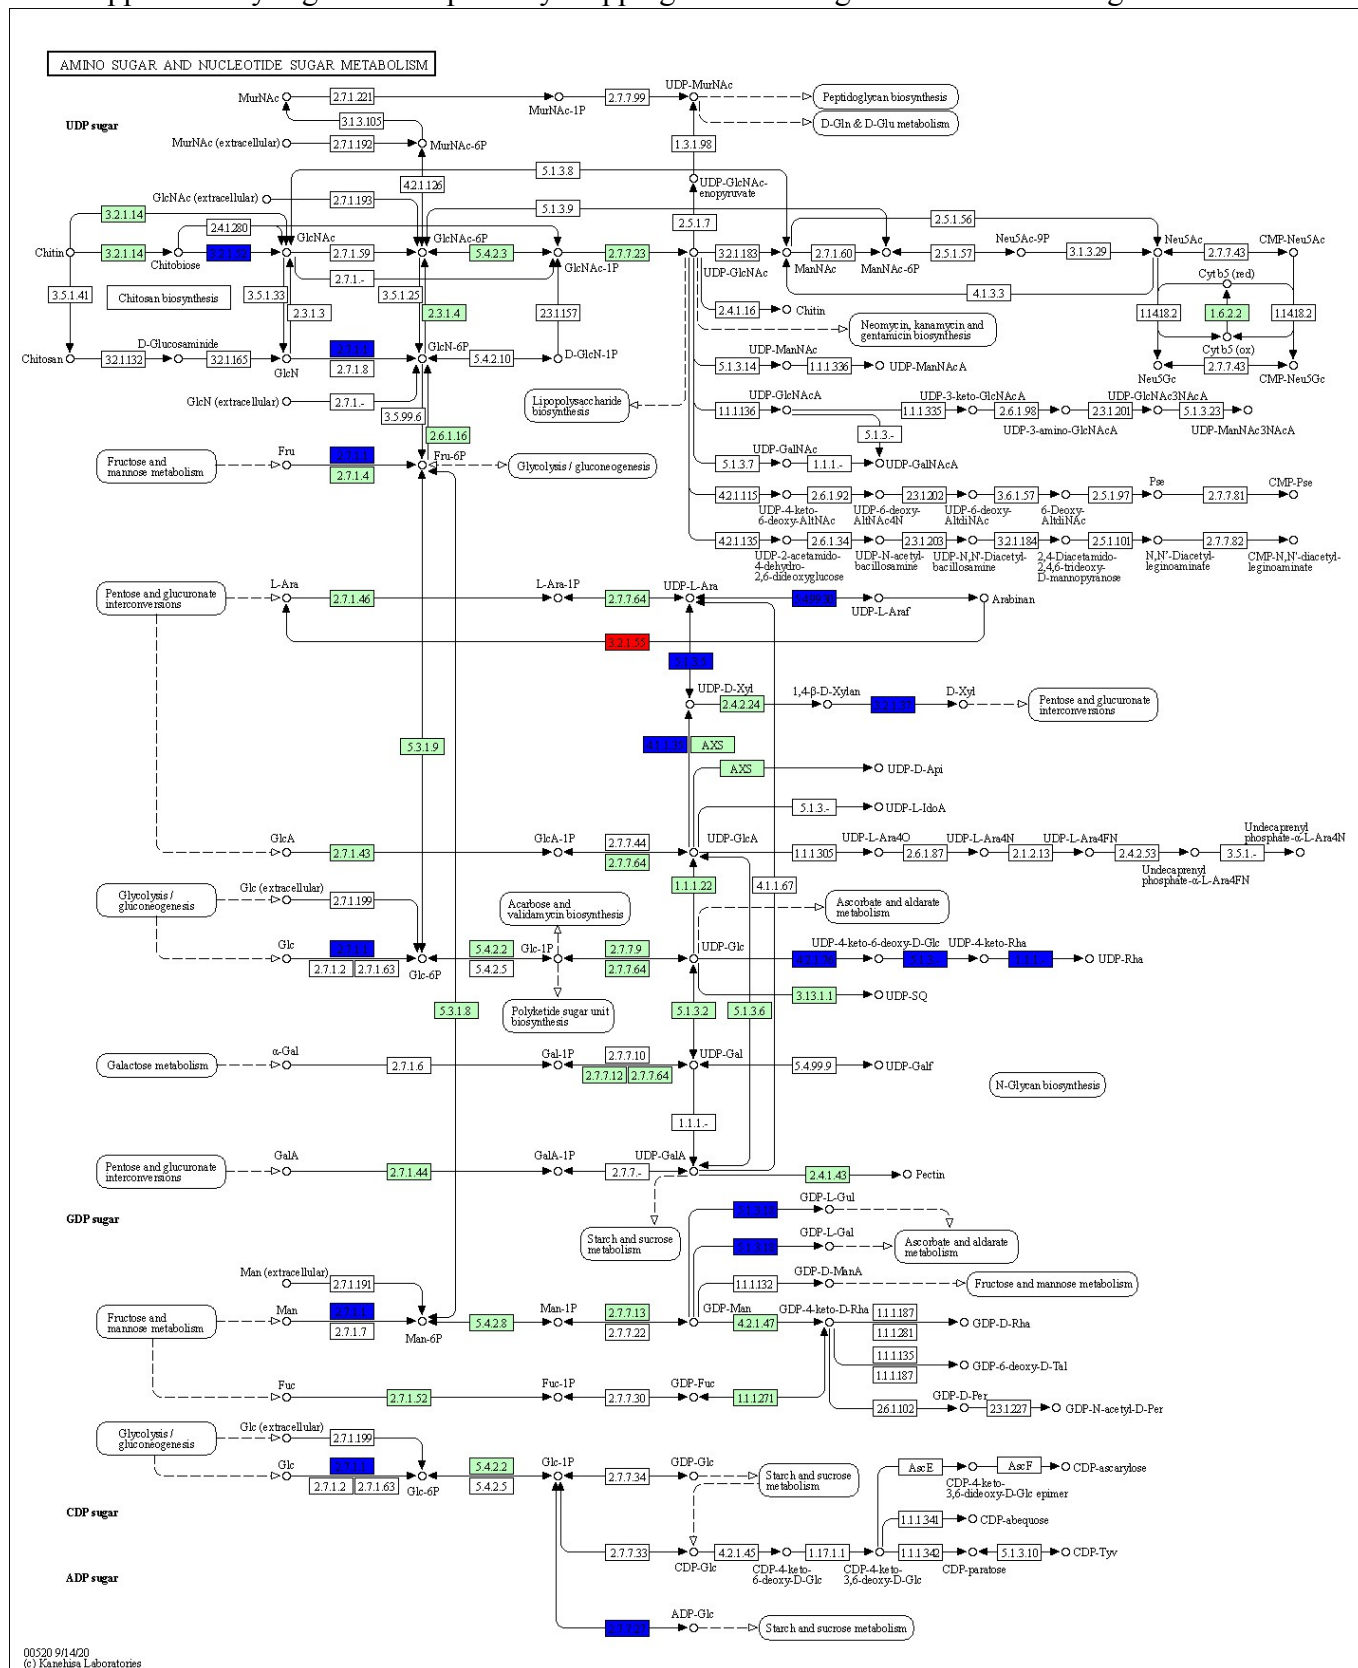 AMINO SUGAR AND NUCLEOTIDE SUGAR METABOLISM
UDP sugar
MurNAc 2.7.1.221 MurNAc-1P 2.7.7.99 UDP-MurNAc Peptidoglycan biosynthesis
3.1.3.105 D-Gln & D-Glu metabolism
MurNAc (extracellular) 2.7.1.192 MurNAc-6P 1.3.1.98
4.2.1.126 5.1.3.8 UDP-GlcNAc-
enopyruvate
GlcNAc (extracellular) 2.7.1.193
3.2.1.14 2.4.1.280 5.1.3.9 2.5.1.7 2.5.1.56
Chitin 3.2.1.14 Chitobiose GlcNAc 2.7.1.59 GlcNAc-6P 5.4.2.3 GlcNAc-1P 2.7.7.23 UDP-GlcNAc 3.2.1.183 ManNAc 2.7.1.60 ManNAc-6P 2.5.1.57 Neu5Ac-9P 3.1.3.29 Neu5Ac 2.7.7.43 CMP-Neu5Ac
2.7.1.-
3.5.1.41 Chitosan biosynthesis 3.5.1.33 3.5.1.25 4.1.3.3 Cytb5 (red)
2.3.1.3 2.3.1.4 2.3.1.157 2.4.1.16 Chitin 1.14.18.2 1.6.2.2 1.14.18.2
Neomycin, kanamycin and
gentamicin biosynthesis
Cytb5 (ox)
Chitosan 3.2.1.132 D-Glucosaminide 3.2.1.165 GlcN 2.7.1.8 GlcN-6P 5.4.2.10 D-GlcN-1P
5.1.3.14 UDP-ManNAc 1.1.1.336 UDP-ManNAcA Neu5Gc 2.7.7.43 CMP-Neu5Gc
GlcN (extracellular) 2.7.1.- 3.5.99.6 Lipopolysaccharide
biosynthesis
1.1.1.136 UDP-GlcNAcA 1.1.1.335 UDP-3-keto-GlcNAcA 2.6.1.98 UDP-3-amino-GlcNAcA 2.3.1.201 UDP-GlcNAc3NAcA 5.1.3.23 UDP-ManNAc3NAcA
2.6.1.16 5.1.3.-
Fructose and
mannose metabolism
Fru 2.7.1.1 2.7.1.4 Fru-6P Glycolysis / gluconeogenesis 5.1.3.7 UDP-GalNAc 1.1.1.- UDP-GalNAcA
4.2.1.115 UDP-4-keto-
6-deoxy-AltNAc 2.6.1.92 UDP-6-deoxy-
AltNAc4N 2.3.1.202 UDP-6-deoxy-
AltdiNAc 3.6.1.57 6-Deoxy-
AltdiNAc 2.5.1.97 Pse 2.7.7.81 CMP-Pse
4.2.1.135 UDP-2-acetamido-
4-dehydro-
2,6-dideoxyglucose 2.6.1.34 UDP-N-acetyl-
bacillosamine 2.3.1.203 UDP-N,N'-Diacetyl-
bacillosamine 3.2.1.184 2,4-Diacetamido-
2,4,6-trideoxy-
D-mannopyranose 2.5.1.101 N,N'-Diacetyl-
leginoaminate 2.7.7.82 CMP-N,N'-diacetyl-
leginoaminate
Pentose and glucuronate
interconversions
L-Ara 2.7.1.46 L-Ara-1P 2.7.7.64 UDP-L-Ara UDP-L-Araf Arabinan
3.2.1.55
UDP-D-Xyl 2.4.2.24 1,4-β-D-Xylan D-Xyl Pentose and glucuronate
interconversions
5.3.1.9 AXS
AXS UDP-D-Api
5.1.3.- UDP-L-IdoA
GlcA 2.7.1.43 GlcA-1P 2.7.7.44 2.7.7.64 UDP-GlcA 1.1.1.305 UDP-L-Ara4O 2.6.1.87 UDP-L-Ara4N 2.1.2.13 UDP-L-Ara4FN 2.4.2.53 Undecaprenyl
phosphate-α-L-Ara4FN 3.5.1.- Undecaprenyl
phosphate-α-L-Ara4N
1.1.1.22 4.1.1.67
Glycolysis /
gluconeogenesis
Glc (extracellular) 2.7.1.199 Acarbose and
validamycin biosynthesis
Ascorbate and aldarate
metabolism
Glc 2.7.1.1 2.7.1.2 2.7.1.63 Glc-6P 5.4.2.2 5.4.2.5 Glc-1P 2.7.7.9 2.7.7.64 UDP-Glc UDP-4-keto-6-deoxy-D-Glc UDP-4-keto-Rha UDP-Rha
3.13.1.1 UDP-SQ
5.3.1.8 Polyketide sugar unit
biosynthesis
5.1.3.2 5.1.3.6
Galactose metabolism α-Gal 2.7.1.6 Gal-1P 2.7.7.10 2.7.7.12 2.7.7.64 UDP-Gal 5.4.99.9 UDP-Galf
N-Glycan biosynthesis
1.1.1.-
Pentose and glucuronate
interconversions
GalA 2.7.1.44 GalA-1P 2.7.7.- UDP-GalA 2.4.1.43 Pectin
GDP sugar
Starch and sucrose
metabolism
GDP-L-Gul
GDP-L-Gal Ascorbate and aldarate
metabolism
Man (extracellular) 2.7.1.191 1.1.1.132 GDP-D-ManA Fructose and mannose metabolism
Fructose and
mannose metabolism
Man 2.7.1.7 Man-6P 5.4.2.8 Man-1P 2.7.7.13 2.7.7.22 GDP-Man 4.2.1.47 GDP-4-keto-D-Rha 1.1.1.187 1.1.1.281 GDP-D-Rha
1.1.1.135 1.1.1.187 GDP-6-deoxy-D-Tal
Fuc 2.7.1.52 Fuc-1P 2.7.7.30 GDP-Fuc 1.1.1.271 2.6.1.102 GDP-D-Per 2.3.1.227 GDP-N-acetyl-D-Per
Glycolysis /
gluconeogenesis
Glc (extracellular) 2.7.1.199
Glc 2.7.1.1 2.7.1.2 2.7.1.63 Glc-6P 5.4.2.2 5.4.2.5 Glc-1P 2.7.7.34 GDP-Glc Starch and sucrose
metabolism
AscE CDP-4-keto-
3,6-dideoxy-D-Glc epimer AscF CDP-ascarylose
CDP sugar
1.1.1.341 CDP-abequose
2.7.7.33 CDP-Glc 4.2.1.45 CDP-4-keto-
6-deoxy-D-Glc 1.17.1.1 CDP-4-keto-
3,6-deoxy-D-Glc 1.1.1.342 CDP-paratose 5.1.3.10 CDP-Tyv
ADP sugar
ADP-Glc Starch and sucrose metabolism
00520 9/14/20
(c) Kanehisa Laboratories